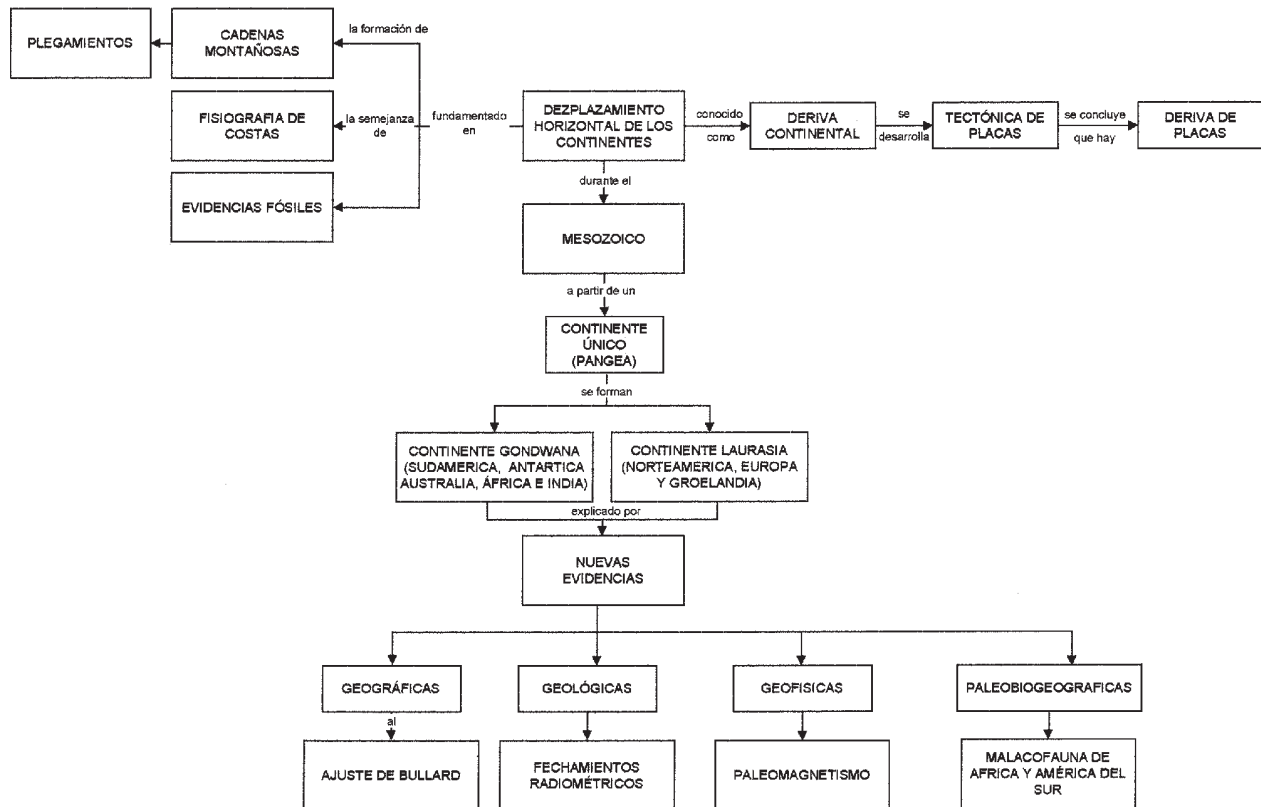 PLEGAMIENTOS
CADENAS
MONTAÑOSAS
la formación de
FISIOGRAFIA DE
COSTAS
la semejanza
de
fundamentado
en
EVIDENCIAS FÓSILES
DEZPLAZAMIENTO
HORIZONTAL DE LOS
CONTINENTES
conocido
como
DERIVA
CONTINENTAL
se
desarrolla
TECTÓNICA DE
PLACAS
se concluye
que hay
DERIVA DE
PLACAS
durante el
MESOZOICO
a partir de un
CONTINENTE
ÚNICO
(PANGEA)
se forman
CONTINENTE GONDWANA
(SUDAMERICA, ANTARTICA
AUSTRALIA, ÁFRICA E INDIA)
CONTINENTE LAURASIA
(NORTEAMERICA, EUROPA
Y GROELANDIA)
explicado por
NUEVAS
EVIDENCIAS
GEOGRÁFICAS
GEOLÓGICAS
GEOFISICAS
PALEOBIOGEOGRAFICAS
al
AJUSTE DE BULLARD
FECHAMIENTOS
RADIOMÉTRICOS
PALEOMAGNETISMO
MALACOFAUNA DE
AFRICA Y AMÉRICA DEL
SUR